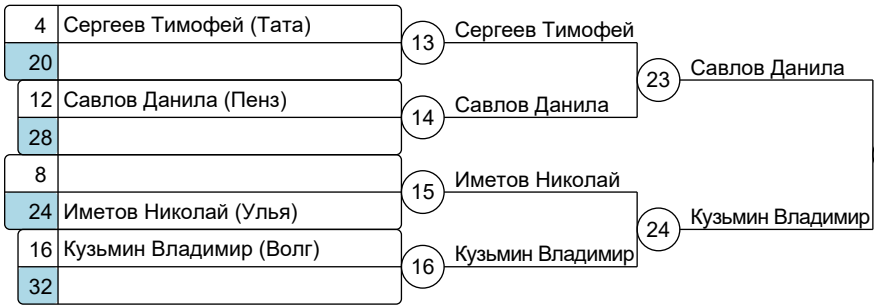 4 Сергеев Тимофей (Тата)
20
13 Сергеев Тимофей
12 Савлов Данила (Пенз)
28
14 Савлов Данила
23 Савлов Данила
8
24 Иметов Николай (Улья)
15 Иметов Николай
16 Кузьмин Владимир (Волг)
32
16 Кузьмин Владимир
24 Кузьмин Владимир